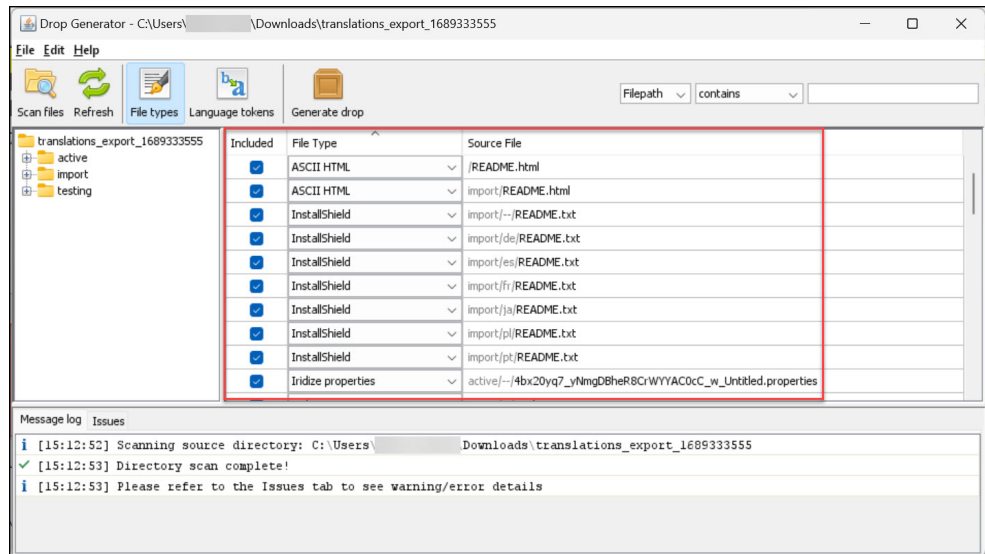 Drop Generator - C:\Users\ \Downloads\translations_export_1689333555
File Edit Help
Scan files Refresh File types Language tokens Generate drop Filepath contains
translations_export_1689333555
active
import
testing
Included File Type Source File
ASCII HTML /README.html
ASCII HTML import/README.html
InstallShield import/--/README.txt
InstallShield import/de/README.txt
InstallShield import/es/README.txt
InstallShield import/fr/README.txt
InstallShield import/ja/README.txt
InstallShield import/pl/README.txt
InstallShield import/pt/README.txt
Iridize properties active/--/4bx20yq7_yNmgDBheR8CrWYYAC0cC_w_Untitled.properties
Message log Issues
[15:12:52] Scanning source directory: C:\Users\ \Downloads\translations_export_1689333555
[15:12:53] Directory scan complete!
[15:12:53] Please refer to the Issues tab to see warning/error details